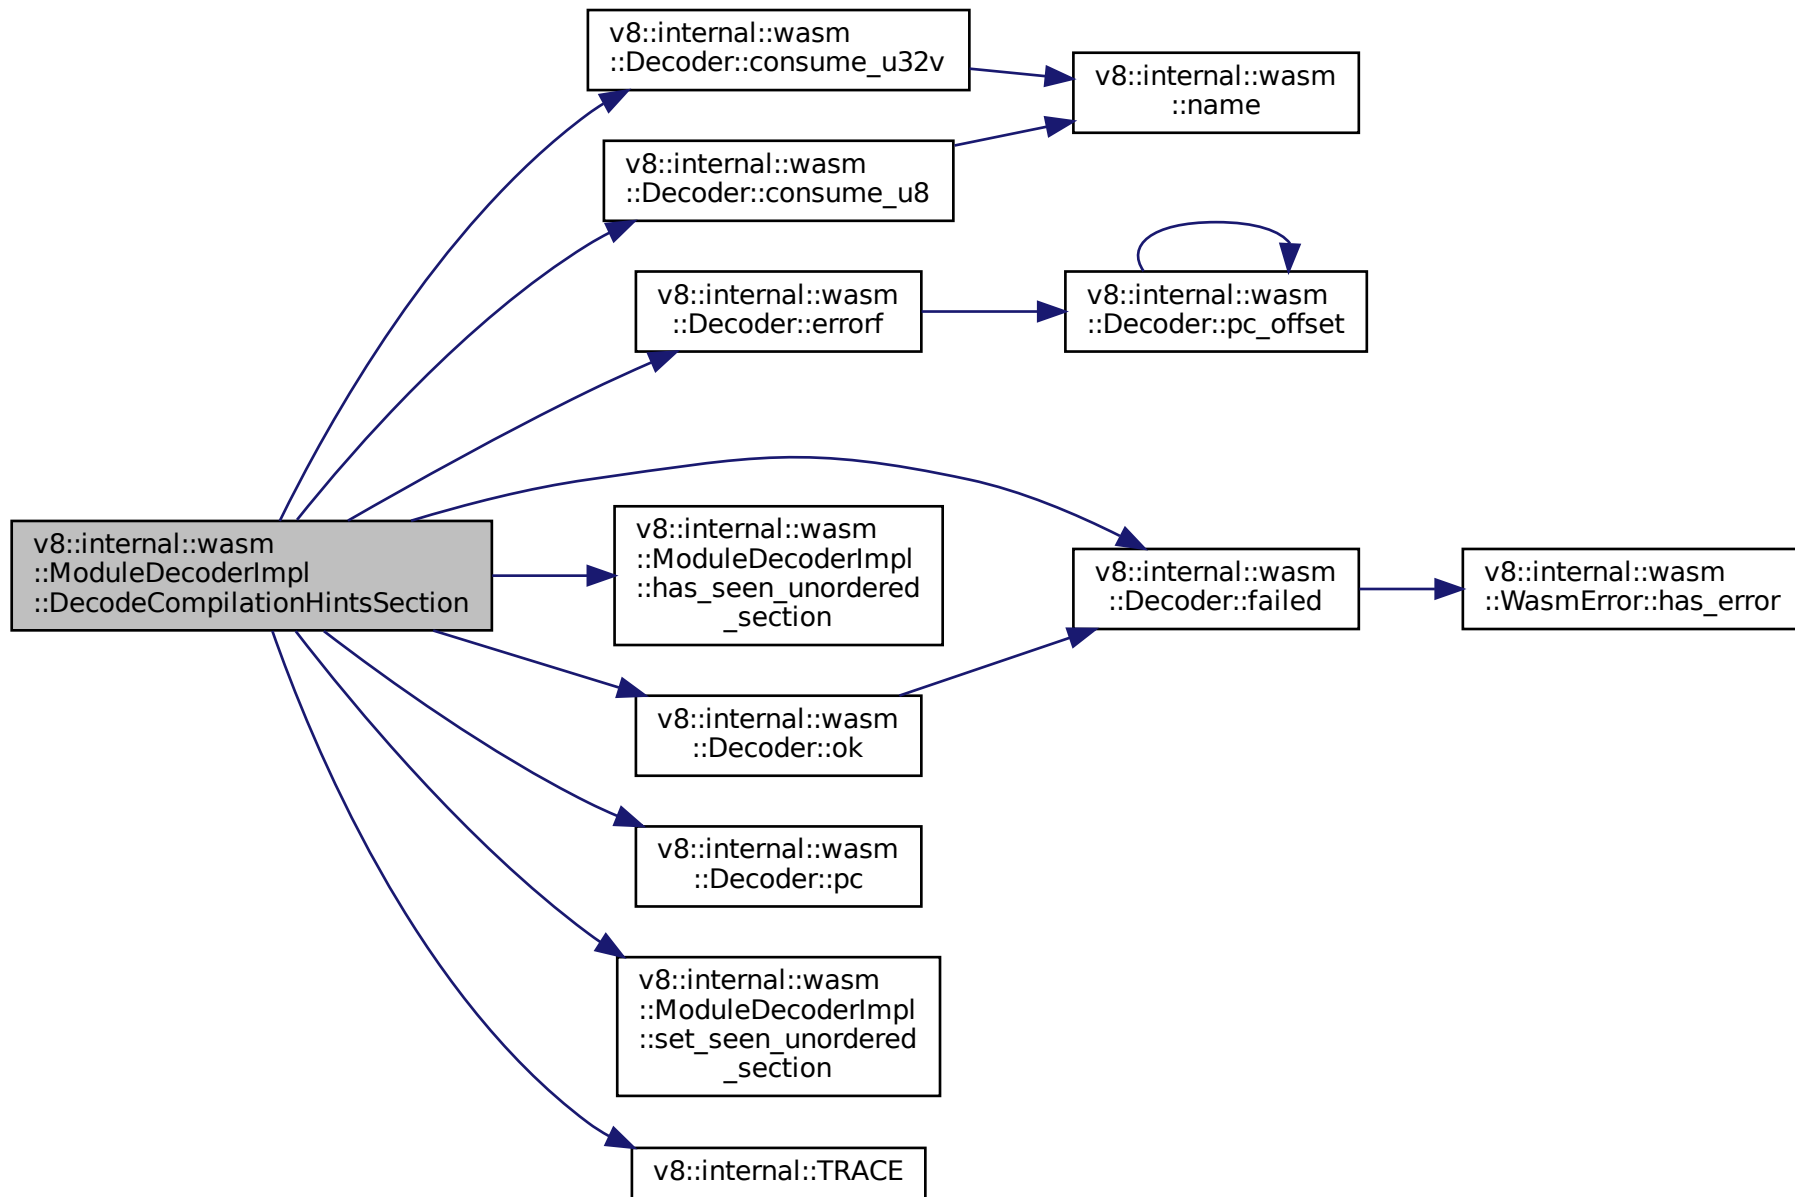 v8::internal::wasm
::Decoder::consume_u32v
v8::internal::wasm
::name
v8::internal::wasm
::Decoder::consume_u8
v8::internal::wasm
::Decoder::errorf
v8::internal::wasm
::Decoder::pc_offset
v8::internal::wasm
::ModuleDecoderImpl
::DecodeCompilationHintsSection
v8::internal::wasm
::ModuleDecoderImpl
::has_seen_unordered
_section
v8::internal::wasm
::Decoder::failed
v8::internal::wasm
::WasmError::has_error
v8::internal::wasm
::Decoder::ok
v8::internal::wasm
::Decoder::pc
v8::internal::wasm
::ModuleDecoderImpl
::set_seen_unordered
_section
v8::internal::TRACE